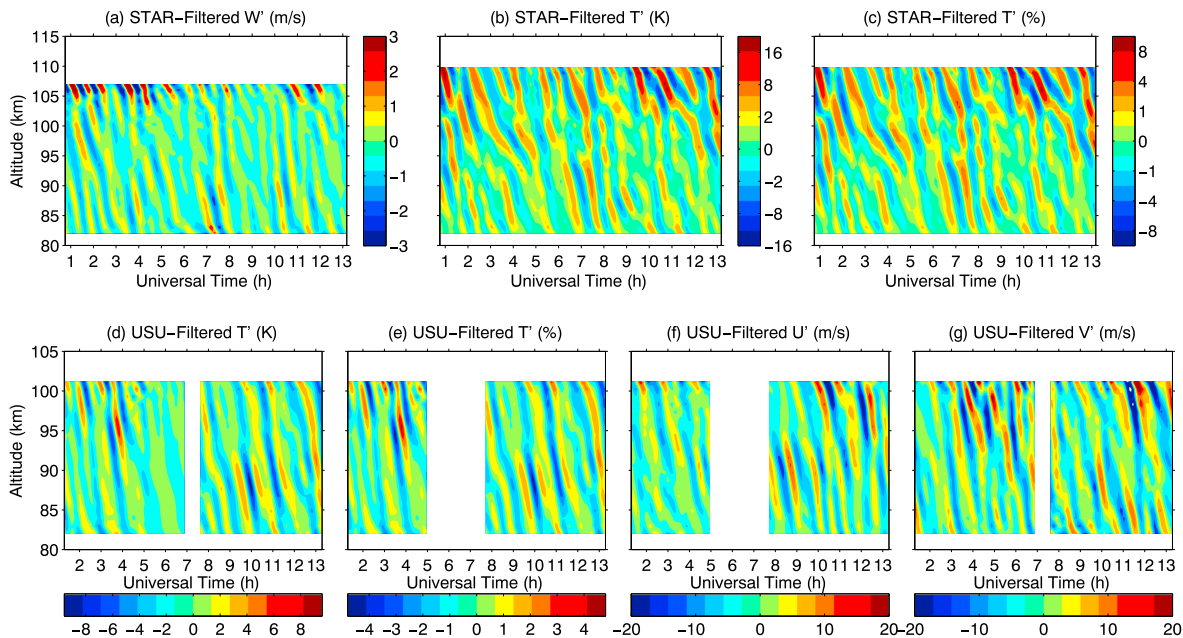 (a) STAR−Filtered W' (m/s)
(b) STAR−Filtered T' (K)
(c) STAR−Filtered T' (%)
115
110
105
100
95
90
85
80
Altitude (km)
1 2 3 4 5 6 7 8 9 10 11 12 13
Universal Time (h)
3
2
1
0
−1
−2
−3
1 2 3 4 5 6 7 8 9 10 11 12 13
Universal Time (h)
16
8
2
0
−2
−8
−16
1 2 3 4 5 6 7 8 9 10 11 12 13
Universal Time (h)
8
4
1
0
−1
−4
−8
(d) USU−Filtered T' (K)
(e) USU−Filtered T' (%)
(f) USU−Filtered U' (m/s)
(g) USU−Filtered V' (m/s)
105
100
95
90
85
80
Altitude (km)
2 3 4 5 6 7 8 9 10 11 12 13
2 3 4 5 6 7 8 9 10 11 12 13
2 3 4 5 6 7 8 9 10 11 12 13
2 3 4 5 6 7 8 9 10 11 12 13
Universal Time (h)
Universal Time (h)
Universal Time (h)
Universal Time (h)
−8 −6 −4 −2 0 2 4 6 8
−4 −3 −2 −1 0 1 2 3 4
−20 −10 0 10 20
−20 −10 0 10 20